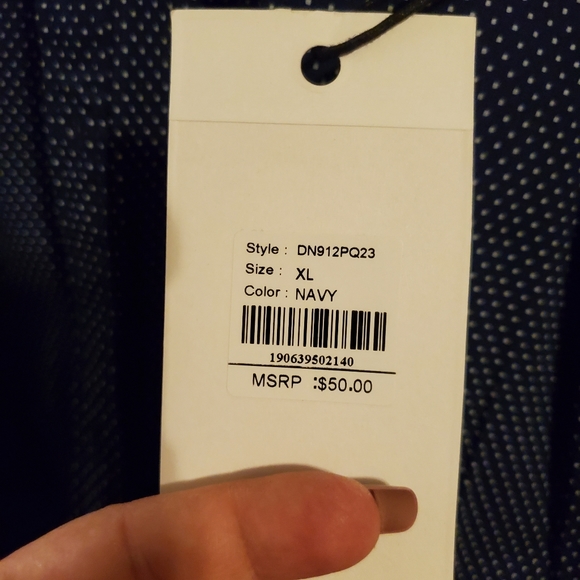 Style : DN912PQ23
Size : XL
Color : NAVY
190639502140
MSRP :$50.00